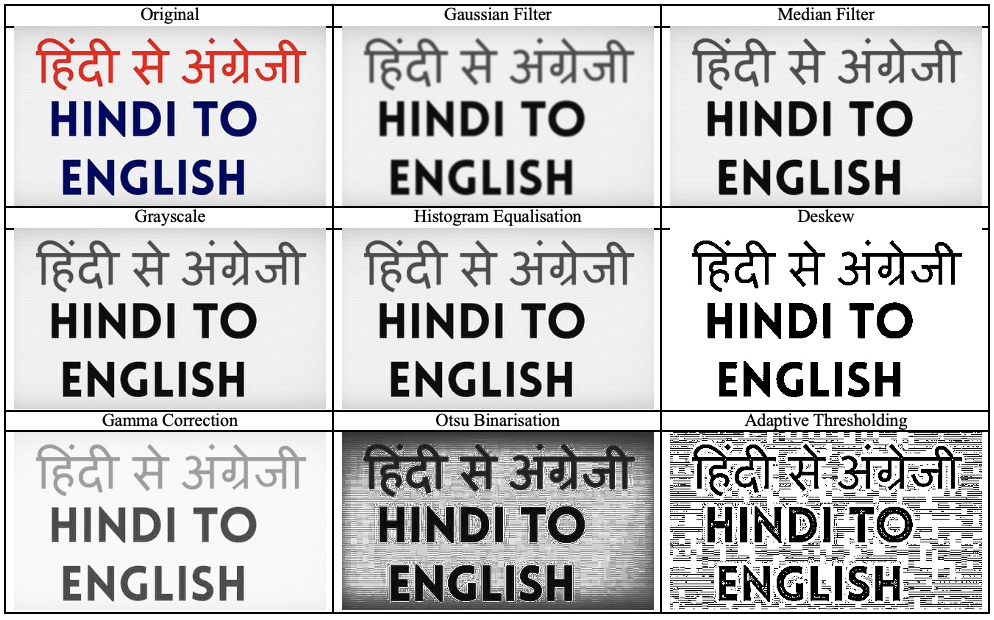 Original Gaussian Filter Median Filter
हिंदी से अंग्रेजी हिंदी से अंग्रेजी हिंदी से अंग्रेजी
HINDI TO HINDI TO HINDI TO
ENGLISH ENGLISH ENGLISH
Grayscale Histogram Equalisation Deskew
हिंदी से अंग्रेजी हिंदी से अंग्रेजी हिंदी से अंग्रेजी
HINDI TO HINDI TO HINDI TO
ENGLISH ENGLISH ENGLISH
Gamma Correction Otsu Binarisation Adaptive Thresholding
हिंदी से अंग्रेजी हिंदी से अंग्रेजी हिंदी से अंग्रेजी
HINDI TO HINDI TO HINDI TO
ENGLISH ENGLISH ENGLISH